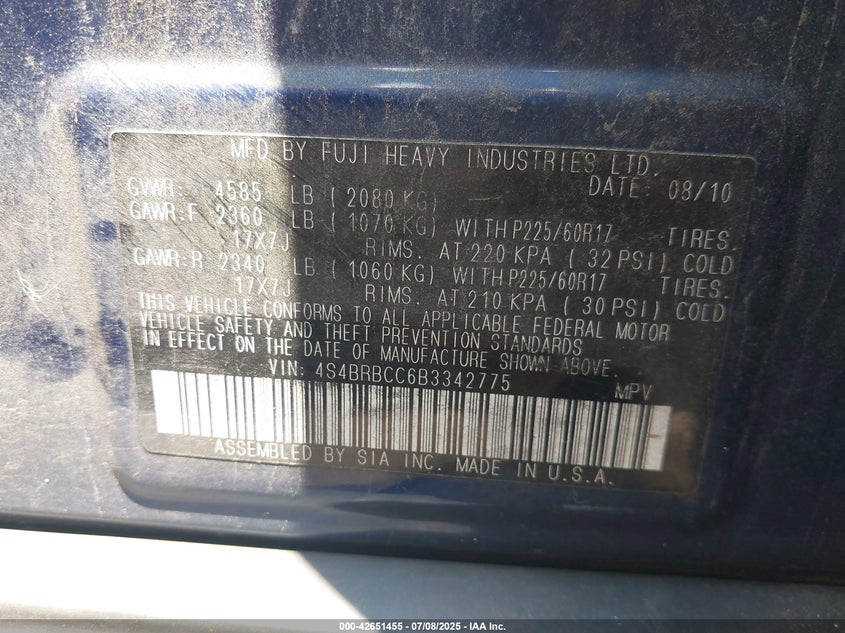 MFD BY FUJI HEAVY INDUSTRIES LTD.
DATE: 08/10
GVWR: 4585 LB ( 2080 KG)
GAWR:F 2360 LB ( 1070 KG) WITH P225/60R17 TIRES.
17X7J RIMS. AT 220 KPA ( 32 PSI) COLD
GAWR:R 2340 LB ( 1060 KG) WITH P225/60R17 TIRES.
17X7J RIMS. AT 210 KPA ( 30 PSI) COLD
THIS VEHICLE CONFORMS TO ALL APPLICABLE FEDERAL MOTOR
VEHICLE SAFETY AND THEFT PREVENTION STANDARDS
IN EFFECT ON THE DATE OF MANUFACTURE SHOWN ABOVE.
VIN: 4S4BRBCC6B3342775 MPV
ASSEMBLED BY SIA INC. MADE IN U.S.A.
000-42651455 - 07/08/2025 - IAA Inc.